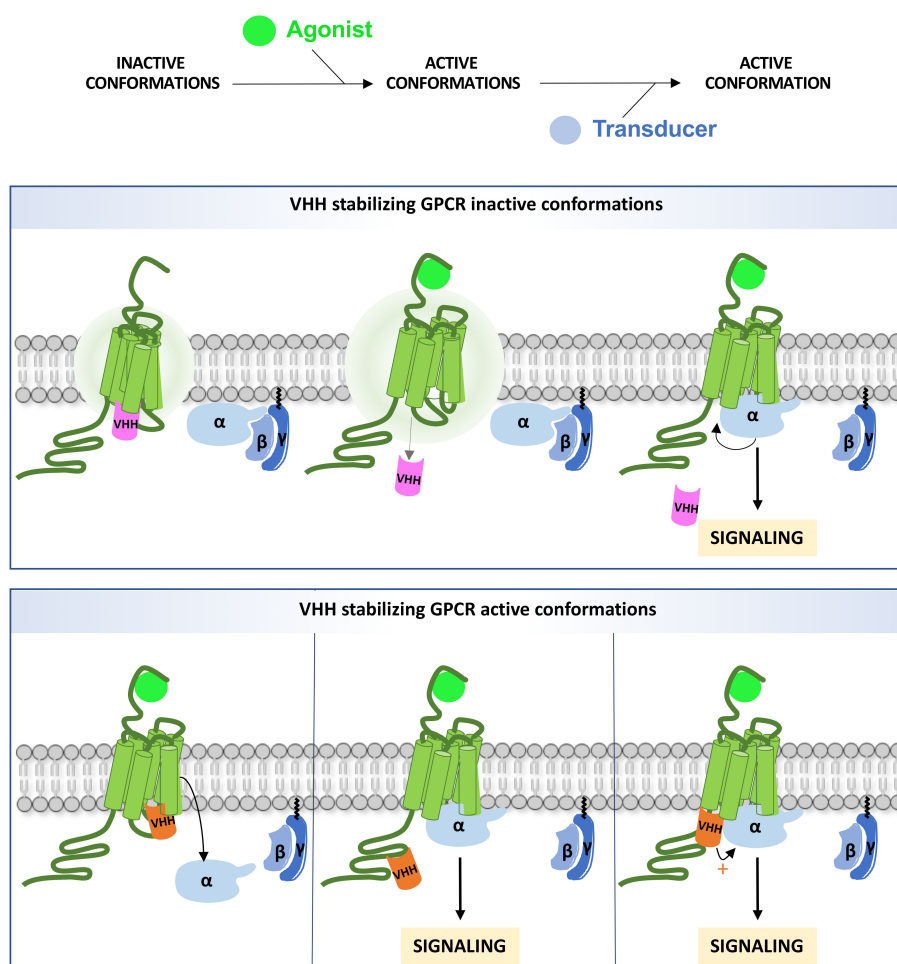 Agonist
INACTIVE
CONFORMATIONS
ACTIVE
CONFORMATIONS
ACTIVE
CONFORMATION
Transducer
VHH stabilizing GPCR inactive conformations
VHH
α
β
γ
VHH
α
β
γ
α
β
γ
VHH
SIGNALING
VHH stabilizing GPCR active conformations
VHH
α
β
γ
α
VHH
β
γ
SIGNALING
VHH
α
+
β
γ
SIGNALING